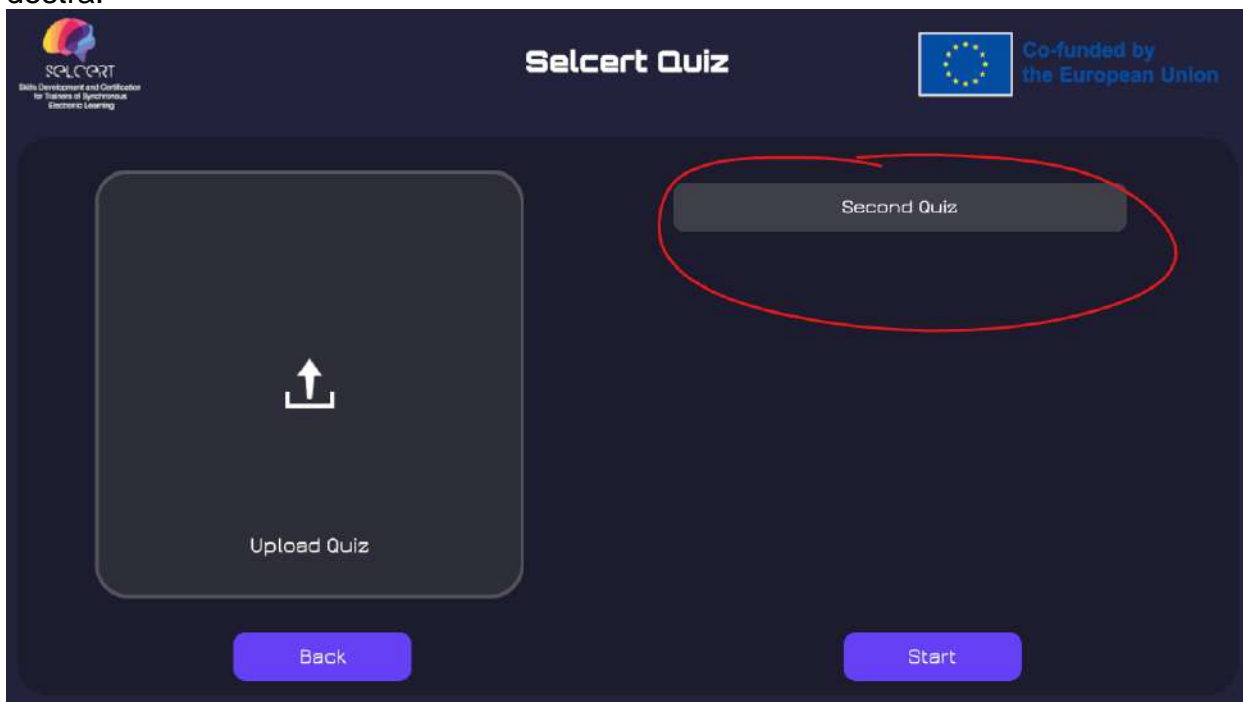 destra.
SELCERT
Skills Development and Certification
for Trainers of Synchronous
Electronic Learning
Selcert Quiz
Co-funded by
the European Union
Second Quiz
Upload Quiz
Back
Start